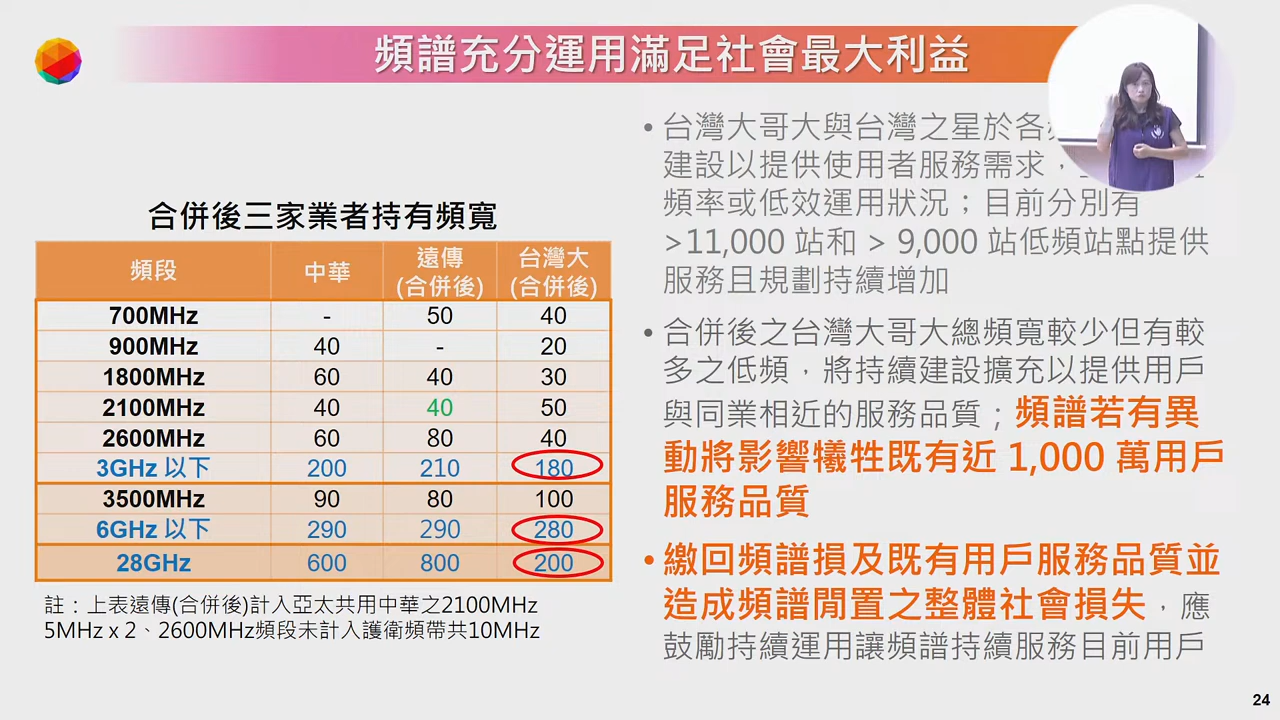 頻譜充分運用滿足社會最大利益
合併後三家業者持有頻寬
頻段 中華 遠傳(合併後) 台灣大(合併後)
700MHz - 50 40
900MHz 40 - 20
1800MHz 60 40 30
2100MHz 40 40 50
2600MHz 60 80 40
3GHz 以下 200 210 180
3500MHz 90 80 100
6GHz 以下 290 290 280
28GHz 600 800 200
註：上表遠傳(合併後)計入亞太共用中華之2100MHz
5MHz x 2、2600MHz頻段未計入護衛頻帶共10MHz
• 台灣大哥大與台灣之星於各
建設以提供使用者服務需求，
頻率或低效運用狀況；目前分別有
>11,000 站和 > 9,000 站低頻站點提供
服務且規劃持續增加
• 合併後之台灣大哥大總頻寬較少但有較
多之低頻，將持續建設擴充以提供用戶
與同業相近的服務品質；頻譜若有異
動將影響犧牲既有近 1,000 萬用戶
服務品質
• 繳回頻譜損及既有用戶服務品質並
造成頻譜閒置之整體社會損失，應
鼓勵持續運用讓頻譜持續服務目前用戶
24